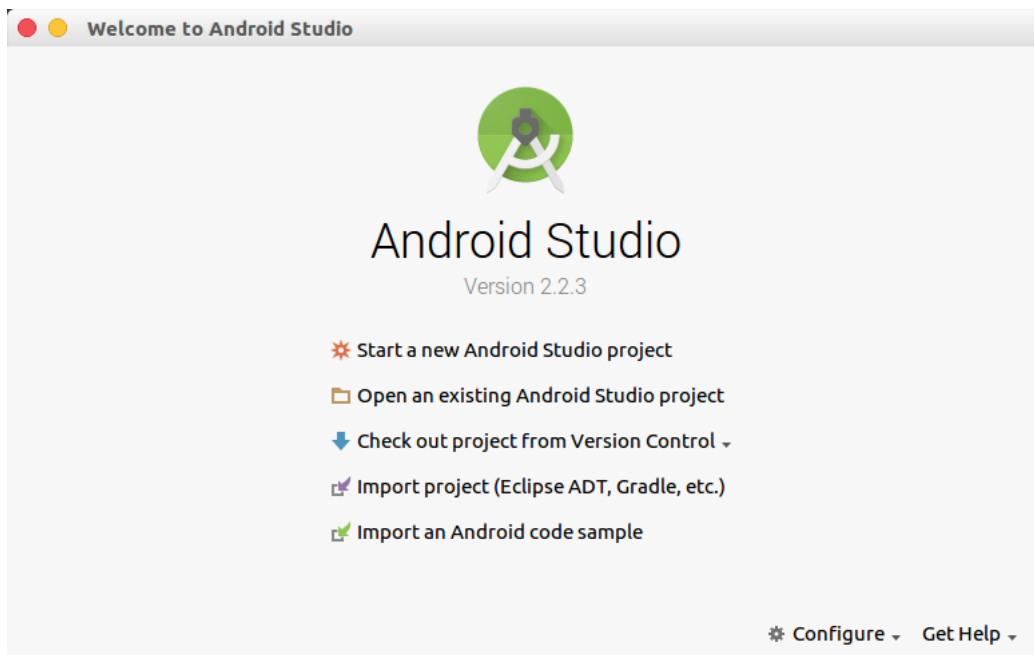 Welcome to Android Studio
Android Studio
Version 2.2.3
Start a new Android Studio project
Open an existing Android Studio project
Check out project from Version Control
Import project (Eclipse ADT, Gradle, etc.)
Import an Android code sample
Configure Get Help